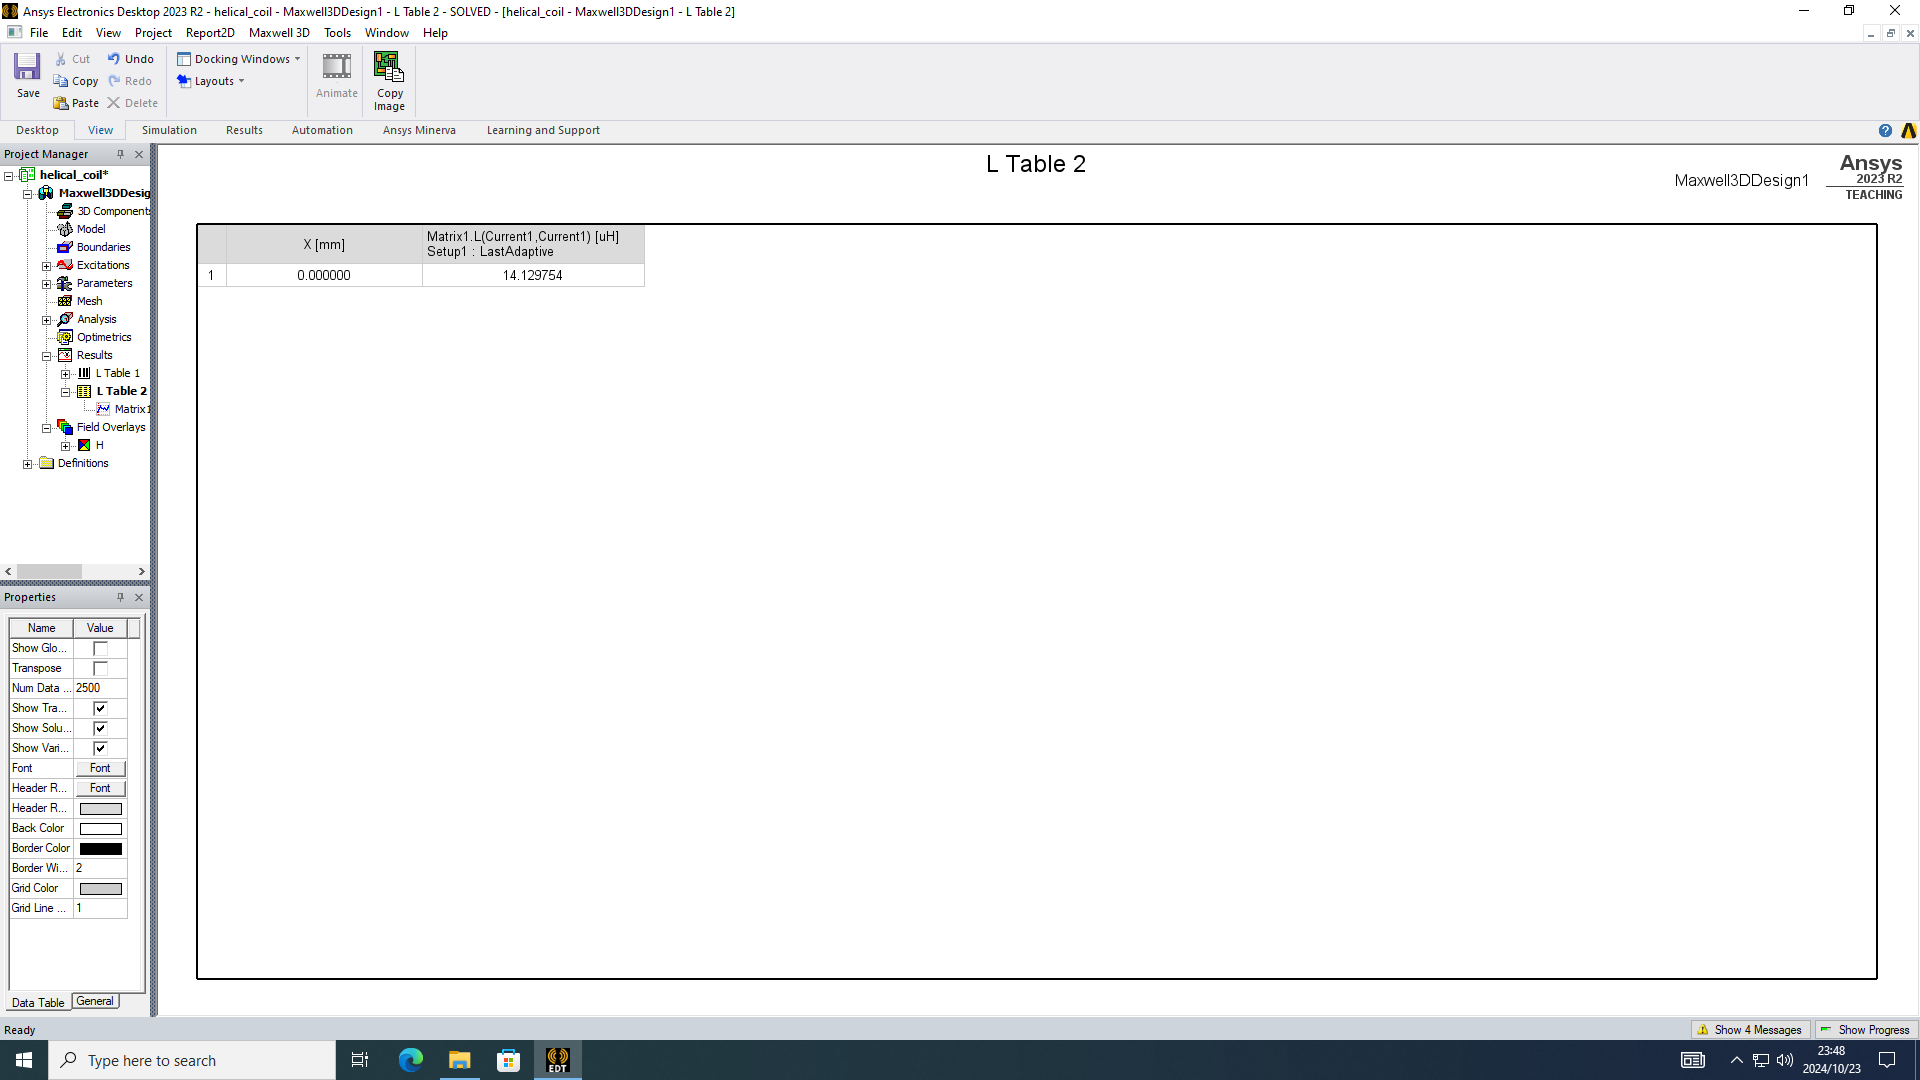 Ansys Electronics Desktop 2023 R2 - helical_coil - Maxwell3DDesign1 - L Table 2 - SOLVED - [helical_coil - Maxwell3DDesign1 - L Table 2]
File Edit View Project Report2D Maxwell 3D Tools Window Help
Save
Cut
Copy
Paste
Undo
Redo
Delete
Docking Windows
Layouts
Animate
Copy
Image
Desktop View Simulation Results Automation Ansys Minerva Learning and Support
Project Manager
helical_coil*
Maxwell3DDesig
3D Component
Model
Boundaries
Excitations
Parameters
Mesh
Analysis
Optimetrics
Results
L Table 1
L Table 2
Matrix1
Field Overlays
H
Definitions
Properties
Name Value
Show Glo...
Transpose
Num Data ... 2500
Show Tra...
Show Solu...
Show Vari...
Font Font
Header R... Font
Header R...
Back Color
Border Color
Border Wi... 2
Grid Color
Grid Line ... 1
Data Table General
L Table 2
Maxwell3DDesign1
Ansys
2023 R2
TEACHING
X [mm]
Matrix1.L(Current1,Current1) [uH]
Setup1 : LastAdaptive
1 0.000000 14.129754
Ready
Show 4 Messages
Show Progress
Type here to search
EDT
23:48
2024/10/23